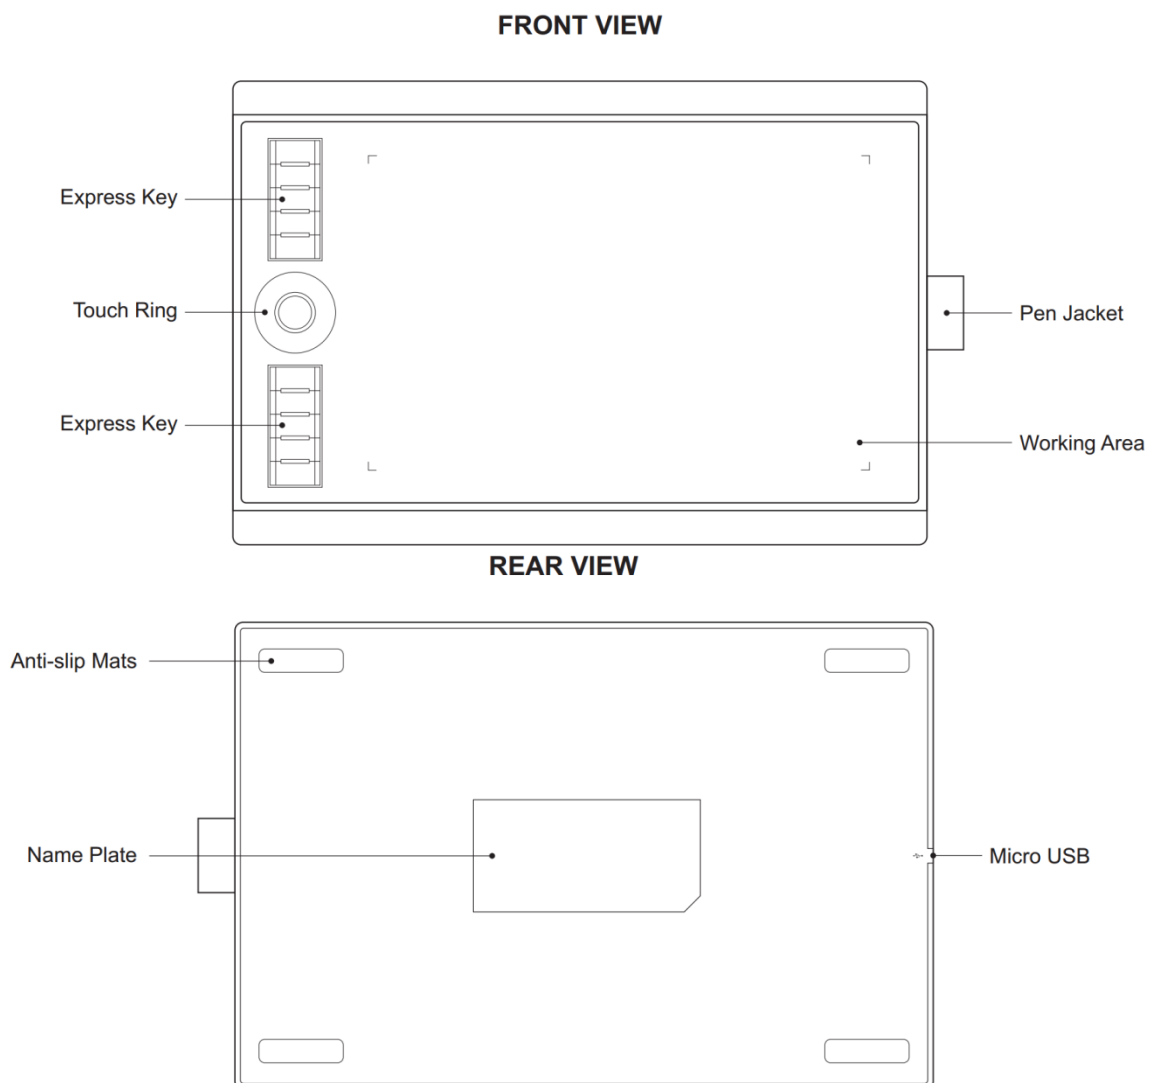 FRONT VIEW
Express Key
Touch Ring
Pen Jacket
Express Key
Working Area
REAR VIEW
Anti-slip Mats
Name Plate
Micro USB